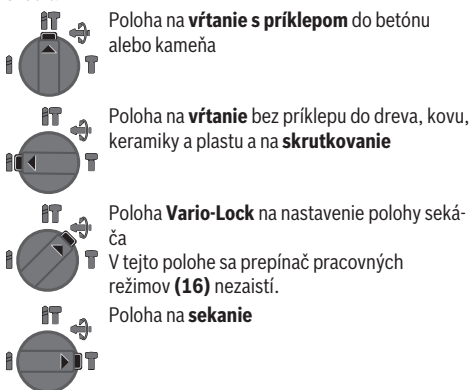 Poloha na vŕtanie s príklepom do betónu
alebo kameňa
Poloha na vŕtanie bez príklepu do dreva, kovu,
keramiky a plastu a na skrutkovanie
Poloha Vario-Lock na nastavenie polohy seká-
ča
V tejto polohe sa prepínač pracovných
režimov (16) nezaistí.
Poloha na sekanie